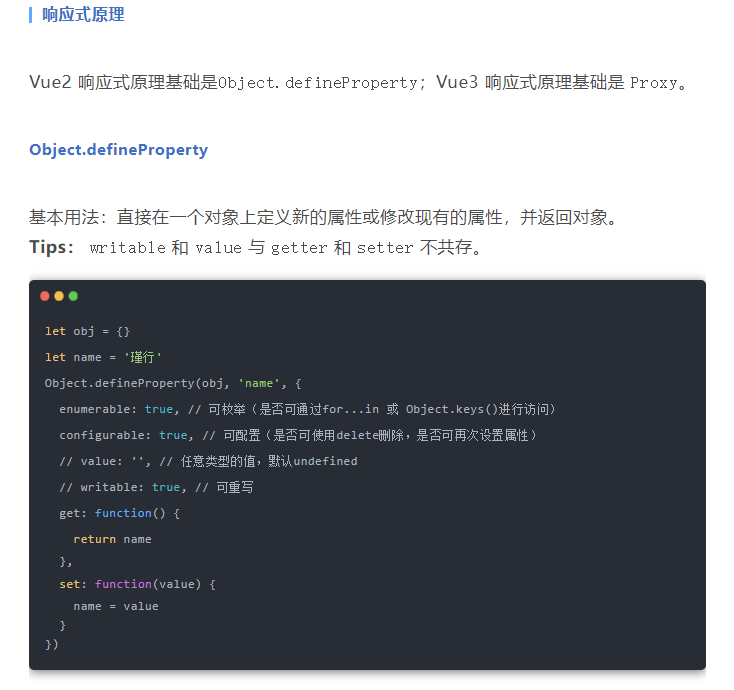 响应式原理
Vue2 响应式原理基础是Object.defineProperty；Vue3 响应式原理基础是 Proxy。
Object.defineProperty
基本用法：直接在一个对象上定义新的属性或修改现有的属性，并返回对象。
Tips： writable 和 value 与 getter 和 setter 不共存。
let obj = {}
let name = '瑾行'
Object.defineProperty(obj, 'name', {
  enumerable: true, // 可枚举（是否可通过for...in 或 Object.keys()进行访问）
  configurable: true, // 可配置（是否可使用delete删除，是否可再次设置属性）
  // value: '', // 任意类型的值，默认undefined
  // writable: true, // 可重写
  get: function() {
    return name
  },
  set: function(value) {
    name = value
  }
})